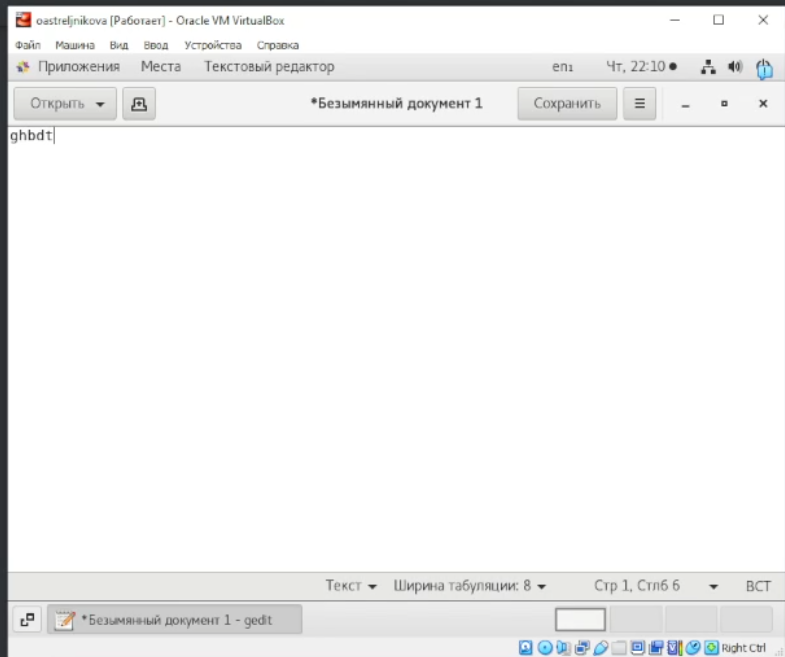 oastreljnikova [Работает] - Oracle VM VirtualBox
Файл Машина Вид Ввод Устройства Справка
Приложения Места Текстовый редактор en₁ Чт, 22:10
Открыть *Безымянный документ 1 Сохранить
ghbdt
Текст Ширина табуляции: 8 Стр 1, Стлб 6 ВСТ
*Безымянный документ 1 - gedit
Right Ctrl